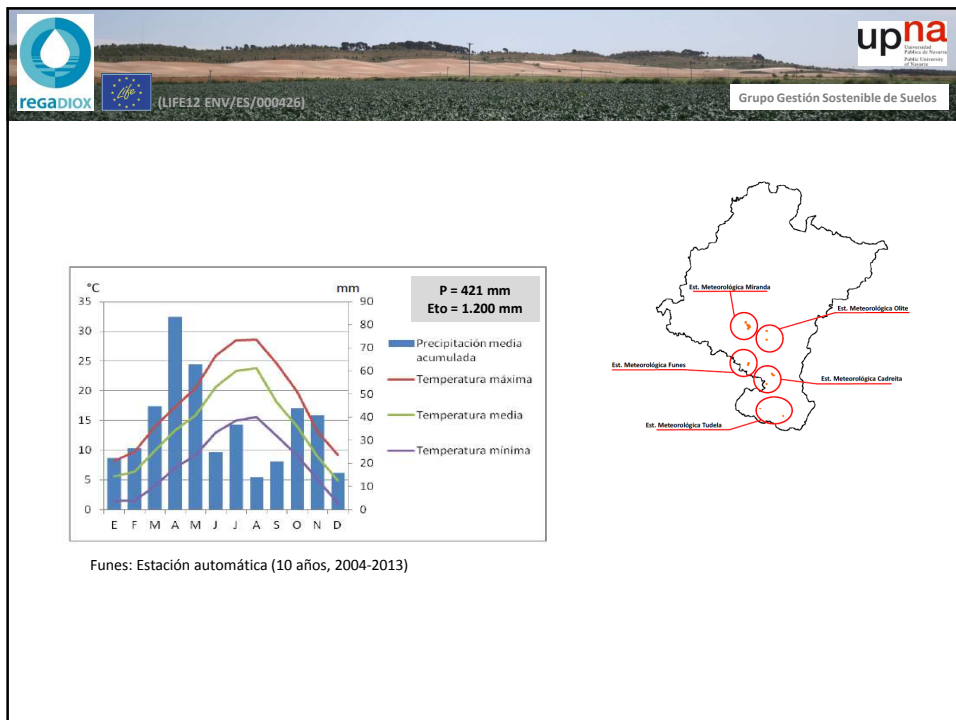 regaDIOX
Life
(LIFE12 ENV/ES/000426)
upna
Universidad
Pública de Navarra
Public University
of Navarra
Grupo Gestión Sostenible de Suelos
°C
mm
P = 421 mm
Eto = 1.200 mm
35
30
25
20
15
10
5
0
90
80
70
60
50
40
30
20
10
0
E F M A M J J A S O N D
Precipitación media
acumulada
Temperatura máxima
Temperatura media
Temperatura mínima
Funes: Estación automática (10 años, 2004-2013)
Est. Meteorológica Miranda
Est. Meteorológica Olite
Est. Meteorológica Funes
Est. Meteorológica Cadreita
Est. Meteorológica Tudela